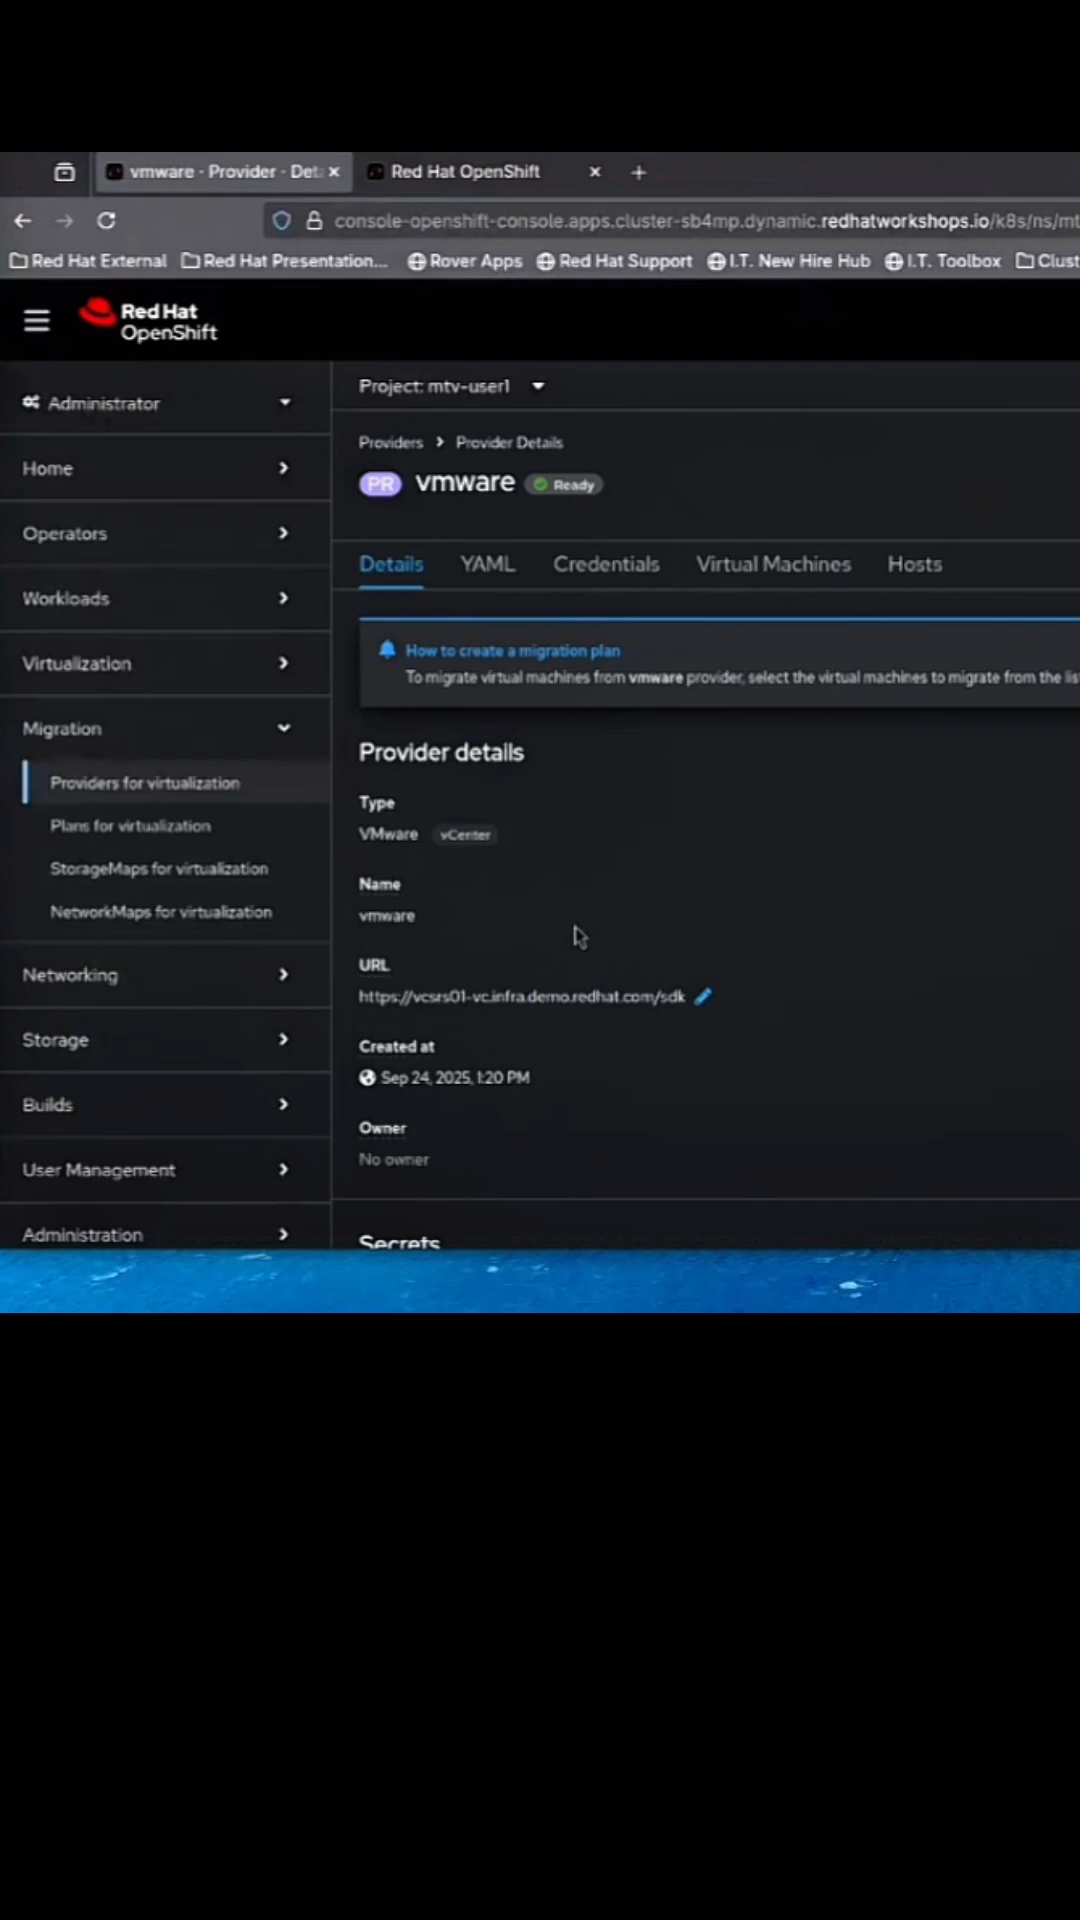 vmware - Provider - Det
Red Hat OpenShift
console-openshift-console.apps.cluster-sb4mp.dynamic.redhatworkshops.io/k8s/ns/mt
Red Hat External
Red Hat Presentation...
Rover Apps
Red Hat Support
I.T. New Hire Hub
I.T. Toolbox
Clust
Red Hat
OpenShift
Administrator
Home
Operators
Workloads
Virtualization
Migration
Providers for virtualization
Plans for virtualization
StorageMaps for virtualization
NetworkMaps for virtualization
Networking
Storage
Builds
User Management
Administration
Project: mtv-user1
Providers > Provider Details
PR vmware Ready
Details YAML Credentials Virtual Machines Hosts
How to create a migration plan
To migrate virtual machines from vmware provider, select the virtual machines to migrate from the lis
Provider details
Type
VMware vCenter
Name
vmware
URL
https://vcsrs01-vc.infra.demo.redhat.com/sdk
Created at
Sep 24, 2025, 1:20 PM
Owner
No owner
Secrets